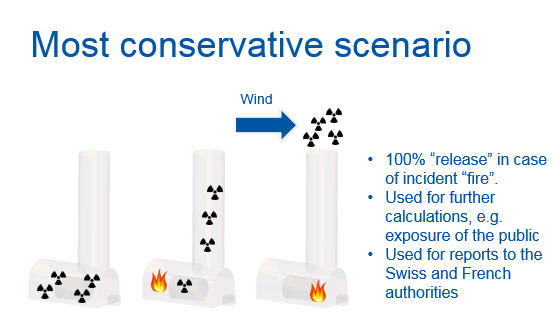 Most conservative scenario
Wind
• 100% “release” in case
of incident “fire”.
• Used for further
calculations, e.g.
exposure of the public
• Used for reports to the
Swiss and French
authorities